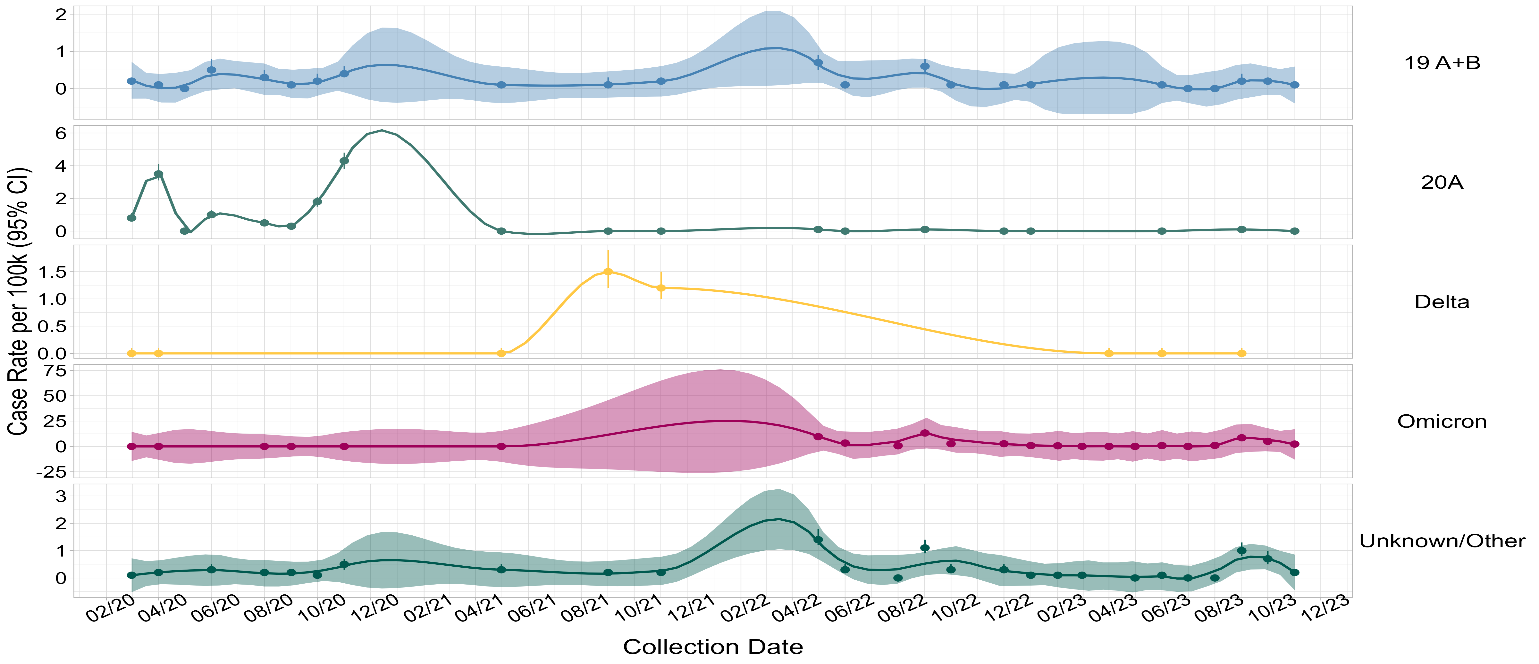 2
1
0
19 A+B
6
4
2
0
20A
1.5
1.0
0.5
0.0
Delta
75
50
25
0
-25
Omicron
3
2
1
0
Unknown/Other
Case Rate per 100k (95% CI)
02/20 04/20 06/20 08/20 10/20 12/20 02/21 04/21 06/21 08/21 10/21 12/21 02/22 04/22 06/22 08/22 10/22 12/22 02/23 04/23 06/23 08/23 10/23 12/23
Collection Date